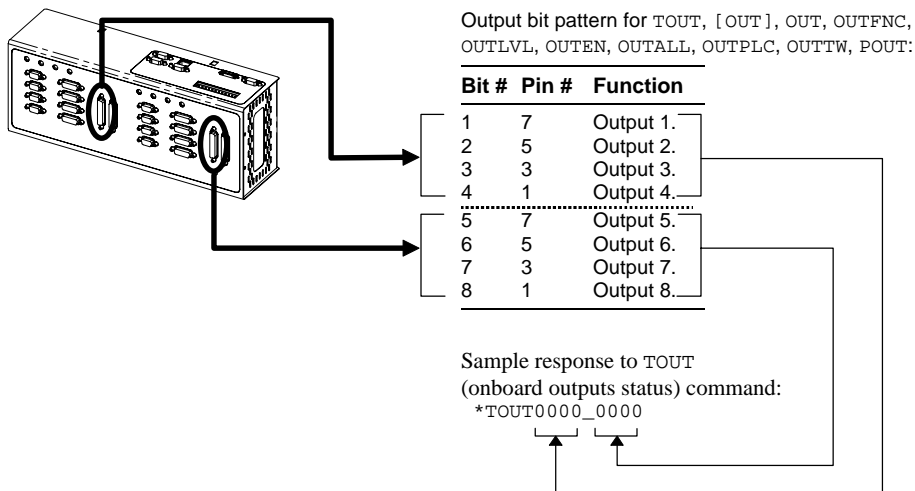 Output bit pattern for TOUT, [OUT], OUT, OUTFNC,
OUTLVL, OUTEN, OUTALL, OUTPLC, OUTTW, POUT:
Bit # Pin # Function
1 7 Output 1.
2 5 Output 2.
3 3 Output 3.
4 1 Output 4.
5 7 Output 5.
6 5 Output 6.
7 3 Output 7.
8 1 Output 8.
Sample response to TOUT
(onboard outputs status) command:
*TOUT0000_0000